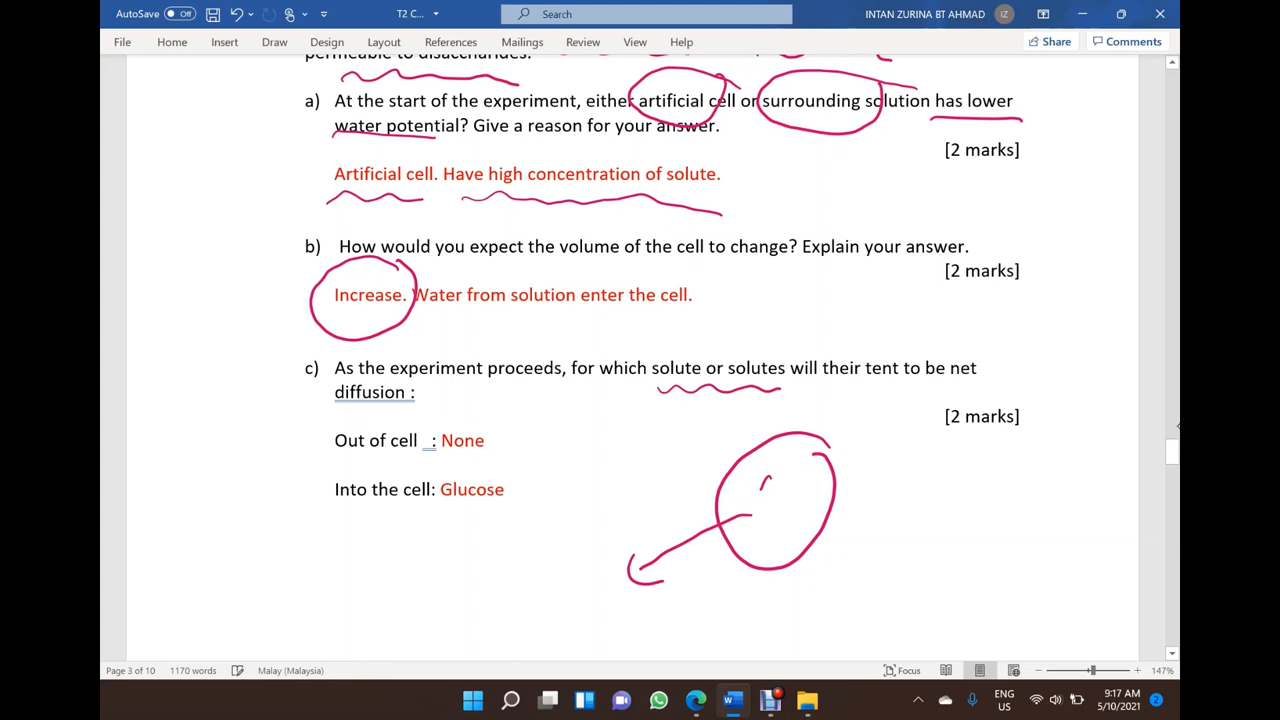 AutoSave Off T2 C... Search INTAN ZURINA BT AHMAD IZ
File Home Insert Draw Design Layout References Mailings Review View Help Share Comments
permeable to disaccharides.
a) At the start of the experiment, either artificial cell or surrounding solution has lower
water potential? Give a reason for your answer.
[2 marks]
Artificial cell. Have high concentration of solute.
b) How would you expect the volume of the cell to change? Explain your answer.
[2 marks]
Increase. Water from solution enter the cell.
c) As the experiment proceeds, for which solute or solutes will their tent to be net
diffusion :
[2 marks]
Out of cell : None
Into the cell: Glucose
Page 3 of 10 1170 words Malay (Malaysia) Focus 147%
ENG 9:17 AM
US 5/10/2021 2